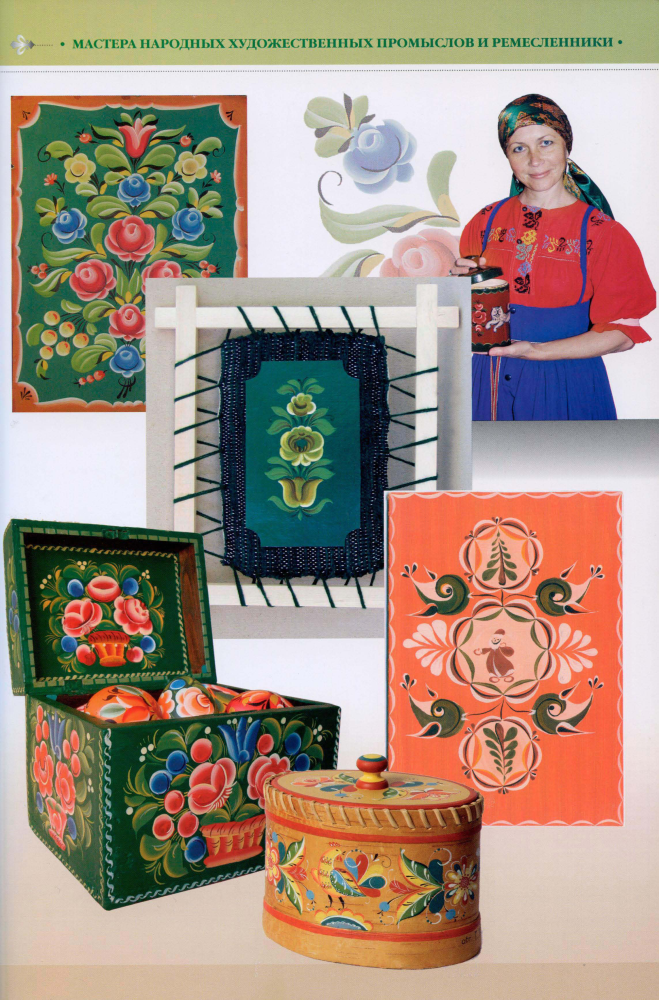 • МАСТЕРА НАРОДНЫХ ХУДОЖЕСТВЕННЫХ ПРОМЫСЛОВ И РЕМЕСЛЕННИКИ •